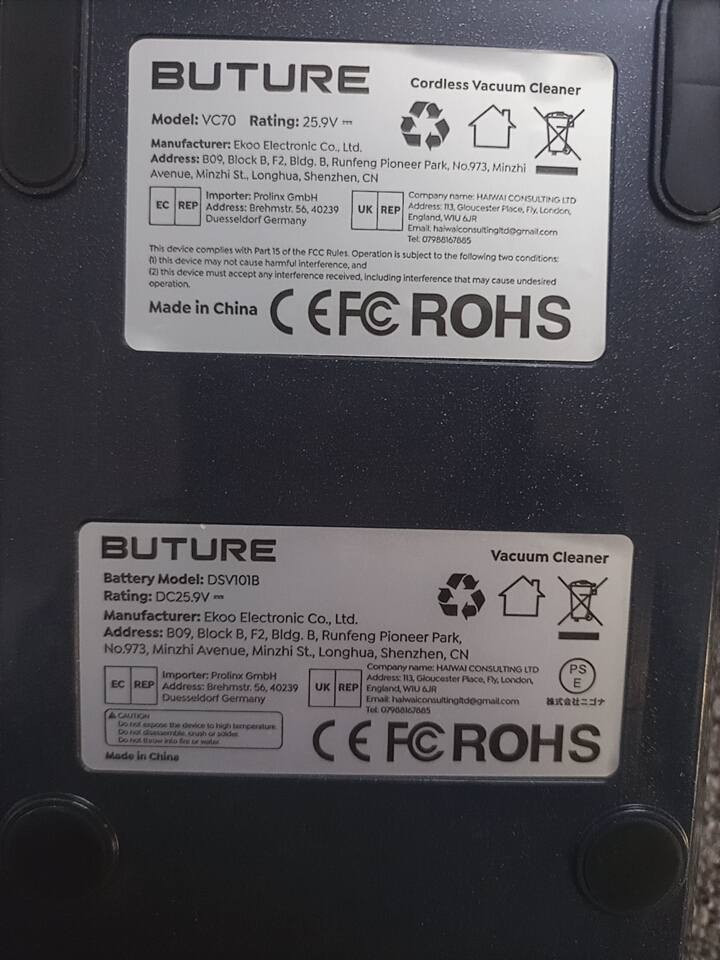 BUTURE
Cordless Vacuum Cleaner
Model: VC70 Rating: 25.9V ⎓
Manufacturer: Ekoo Electronic Co., Ltd.
Address: B09, Block B, F2, Bldg. B, Runfeng Pioneer Park, No.973, Minzhi
Avenue, Minzhi St., Longhua, Shenzhen, CN
EC REP
Importer: Prolinx GmbH
Address: Brehmstr. 56, 40239
Duesseldorf Germany
UK REP
Company name: HAIWAI CONSULTING LTD
Address: 113, Gloucester Place, Fly, London,
England, W1U 6JR
Email: haiwaiconsultingltd@gmail.com
Tel: 07988167885
This device complies with Part 15 of the FCC Rules. Operation is subject to the following two conditions:
(1) this device may not cause harmful interference, and
(2) this device must accept any interference received, including interference that may cause undesired
operation.
Made in China
CE FC ROHS
BUTURE
Vacuum Cleaner
Battery Model: DSV101B
Rating: DC25.9V ⎓
Manufacturer: Ekoo Electronic Co., Ltd.
Address: B09, Block B, F2, Bldg. B, Runfeng Pioneer Park,
No.973, Minzhi Avenue, Minzhi St., Longhua, Shenzhen, CN
EC REP
Importer: Prolinx GmbH
Address: Brehmstr. 56, 40239
Duesseldorf Germany
UK REP
Company name: HAIWAI CONSULTING LTD
Address: 113, Gloucester Place, Fly, London,
England, W1U 6JR
Email: haiwaiconsultingltd@gmail.com
Tel: 07988167885
PS
E
株式会社ニゴナ
CAUTION
Do not expose the device to high temperature.
Do not disassemble, crush or solder.
Do not throw into fire or water.
Made in China
CE FC ROHS